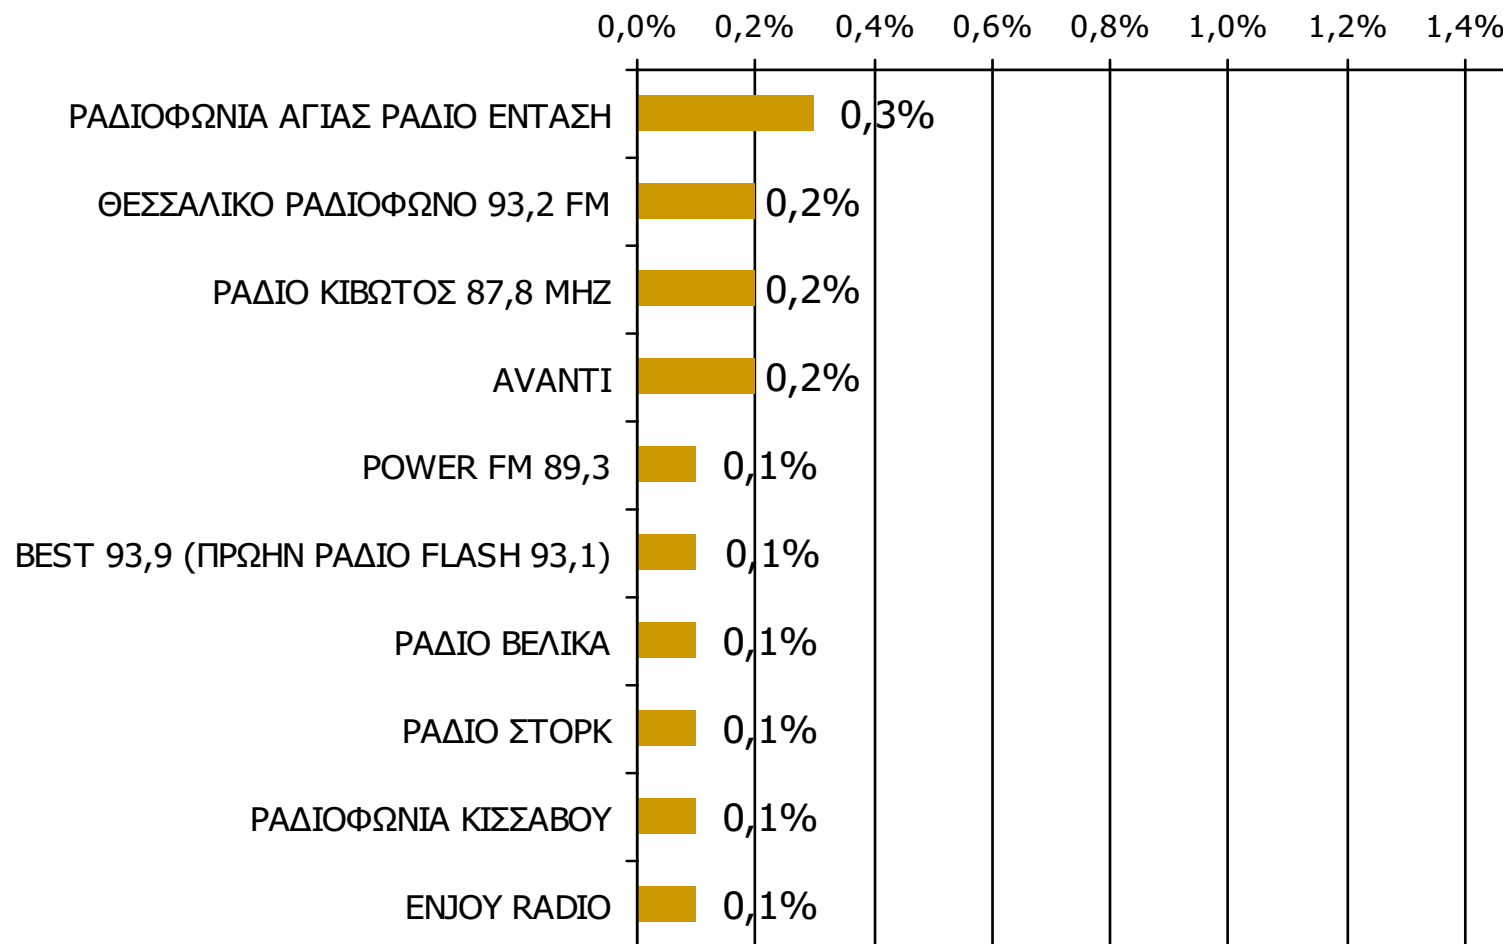 0,0% 0,2% 0,4% 0,6% 0,8% 1,0% 1,2% 1,4%
ΡΑΔΙΟΦΩΝΙΑ ΑΓΙΑΣ ΡΑΔΙΟ ΕΝΤΑΣΗ 0,3%
ΘΕΣΣΑΛΙΚΟ ΡΑΔΙΟΦΩΝΟ 93,2 FM 0,2%
ΡΑΔΙΟ ΚΙΒΩΤΟΣ 87,8 MHZ 0,2%
AVANTI 0,2%
POWER FM 89,3 0,1%
BEST 93,9 (ΠΡΩΗΝ ΡΑΔΙΟ FLASH 93,1) 0,1%
ΡΑΔΙΟ ΒΕΛΙΚΑ 0,1%
ΡΑΔΙΟ ΣΤΟΡΚ 0,1%
ΡΑΔΙΟΦΩΝΙΑ ΚΙΣΣΑΒΟΥ 0,1%
ENJOY RADIO 0,1%